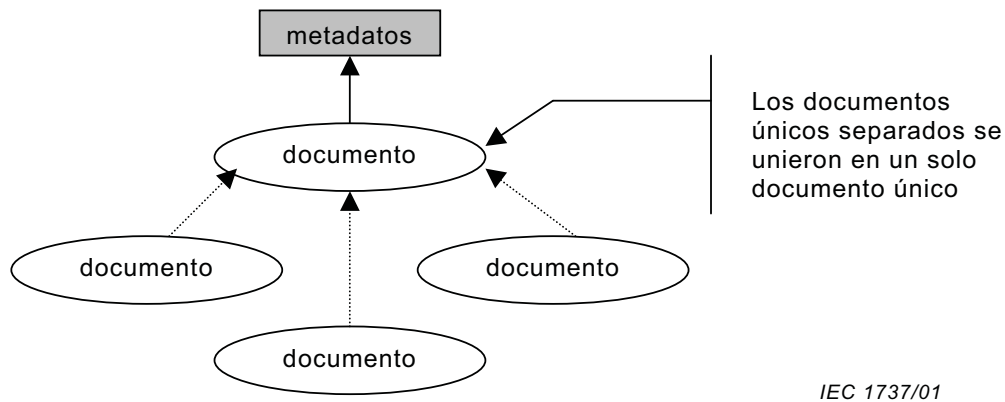 metadatos
documento
Los documentos
únicos separados se
unieron en un solo
documento único
documento
documento
documento
IEC 1737/01